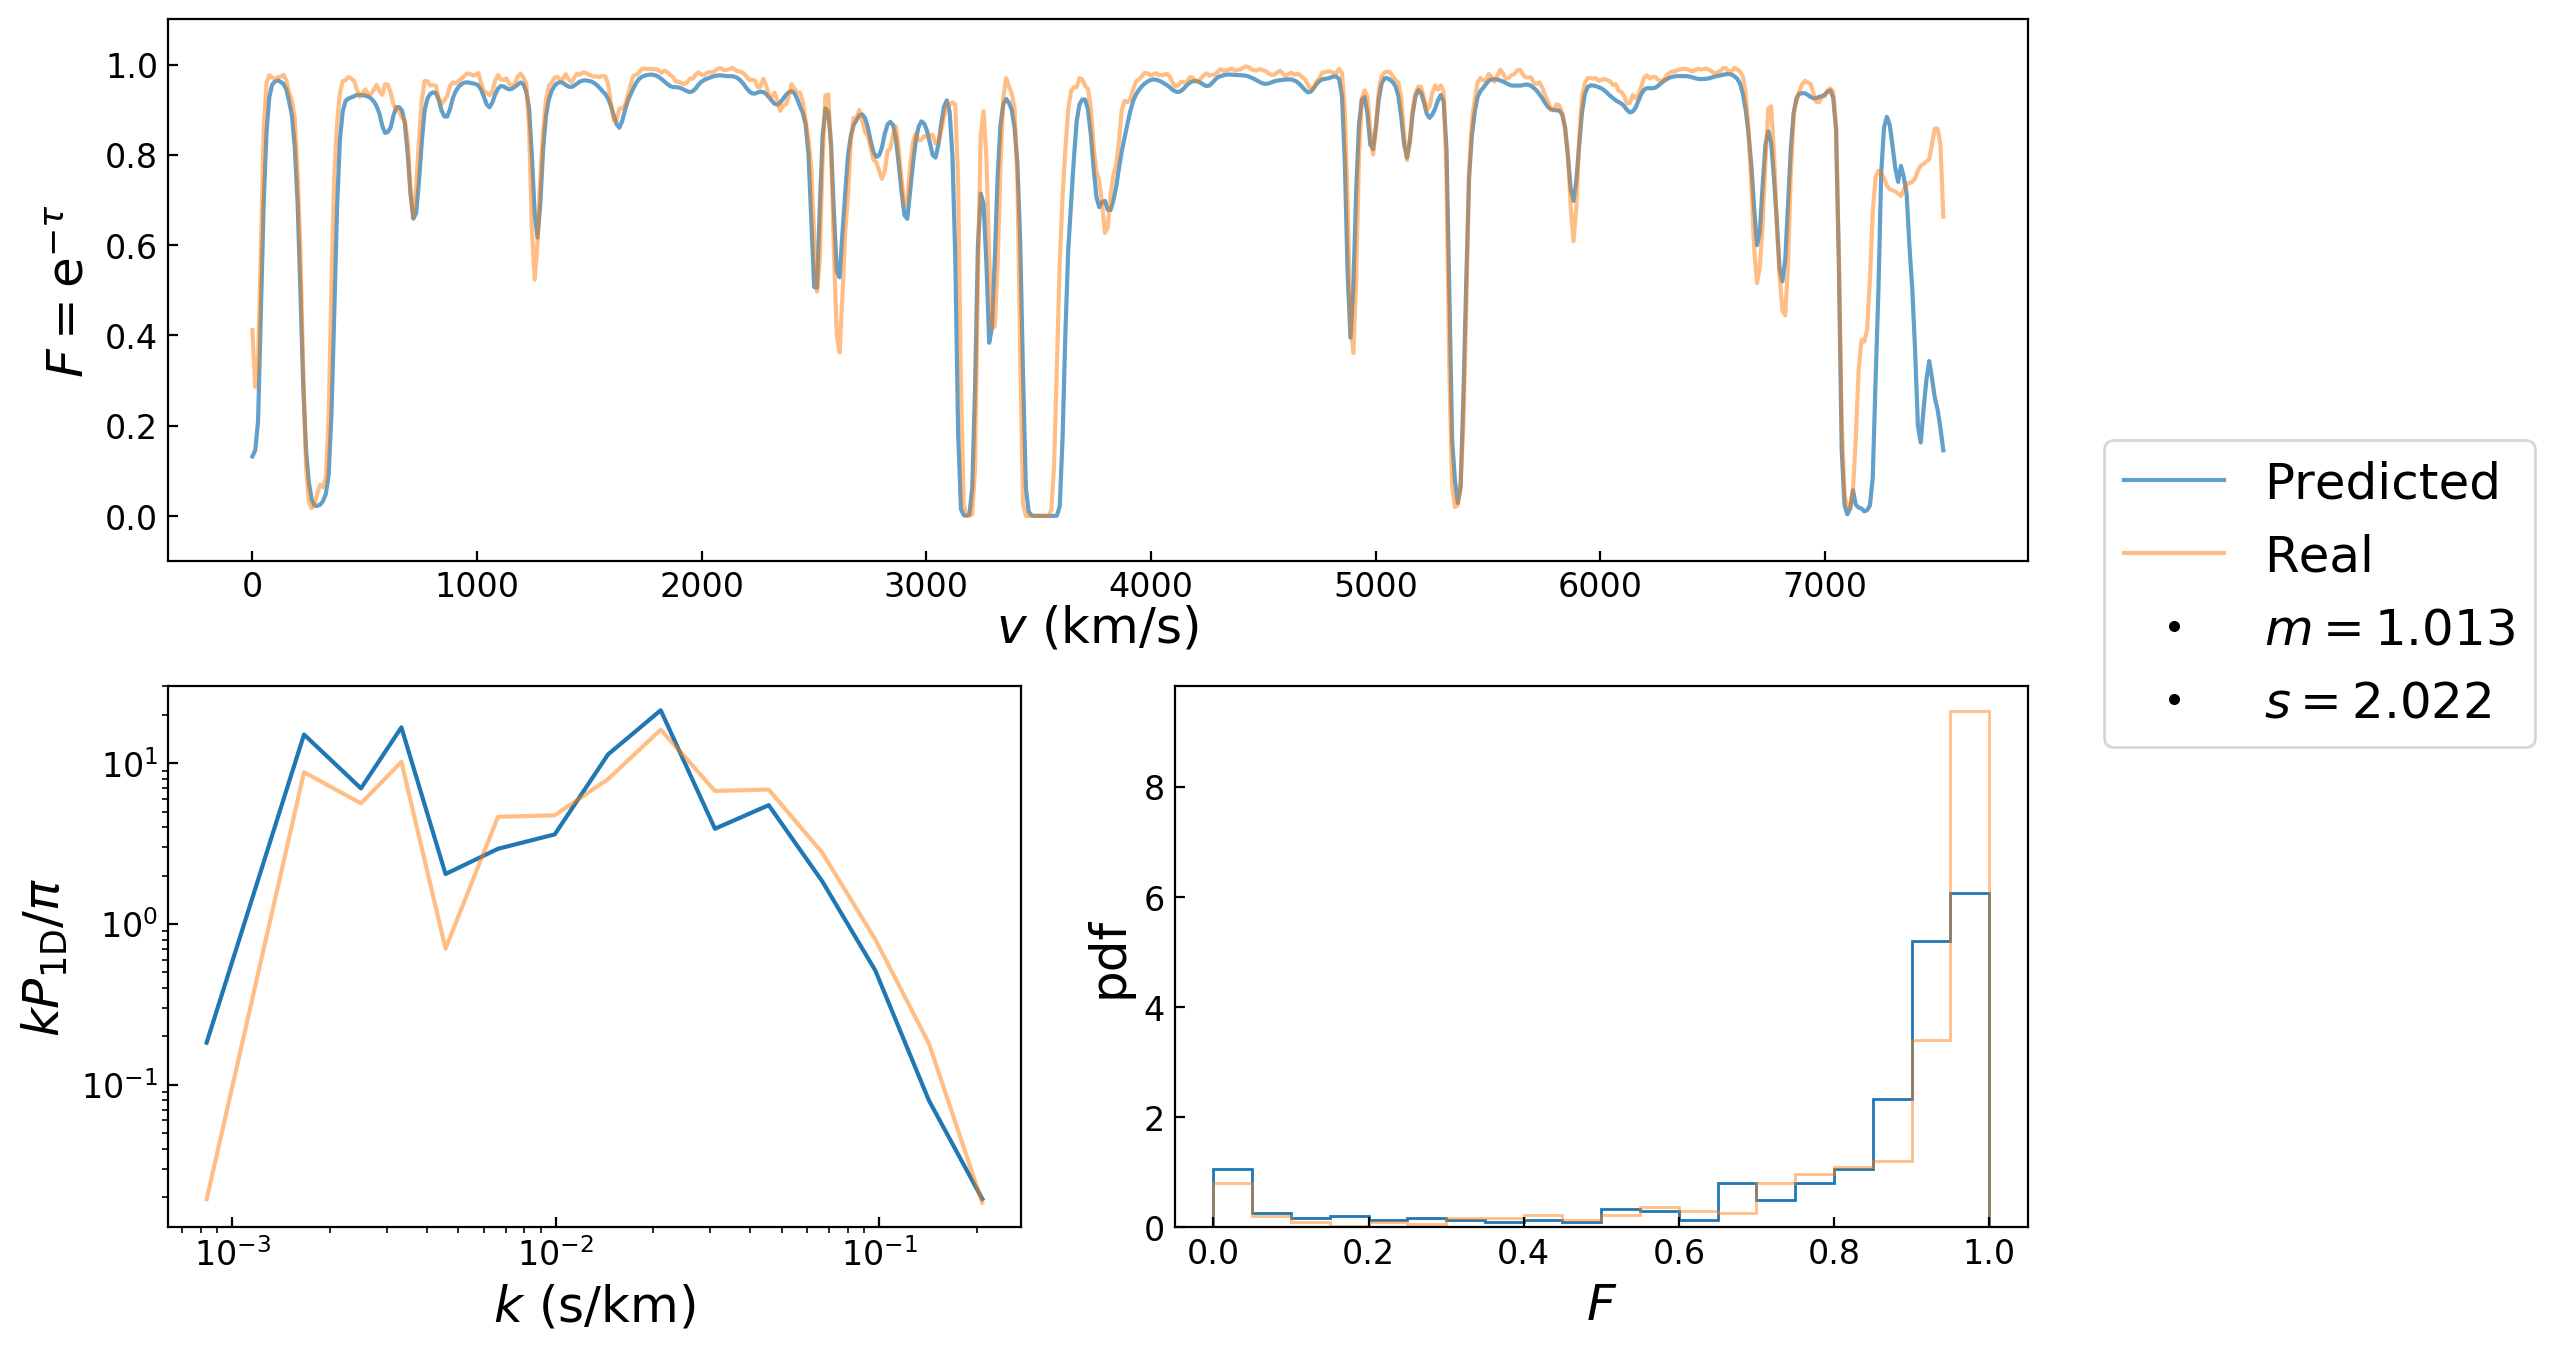 1.0
0.8
0.6
0.4
0.2
0.0
F = e^{−τ}
0 1000 2000 3000 4000 5000 6000 7000
v (km/s)
Predicted
Real
m = 1.013
s = 2.022
10^1
10^0
10^{−1}
kP_{1D}/π
10^{−3} 10^{−2} 10^{−1}
k (s/km)
8
6
4
2
0
pdf
0.0 0.2 0.4 0.6 0.8 1.0
F